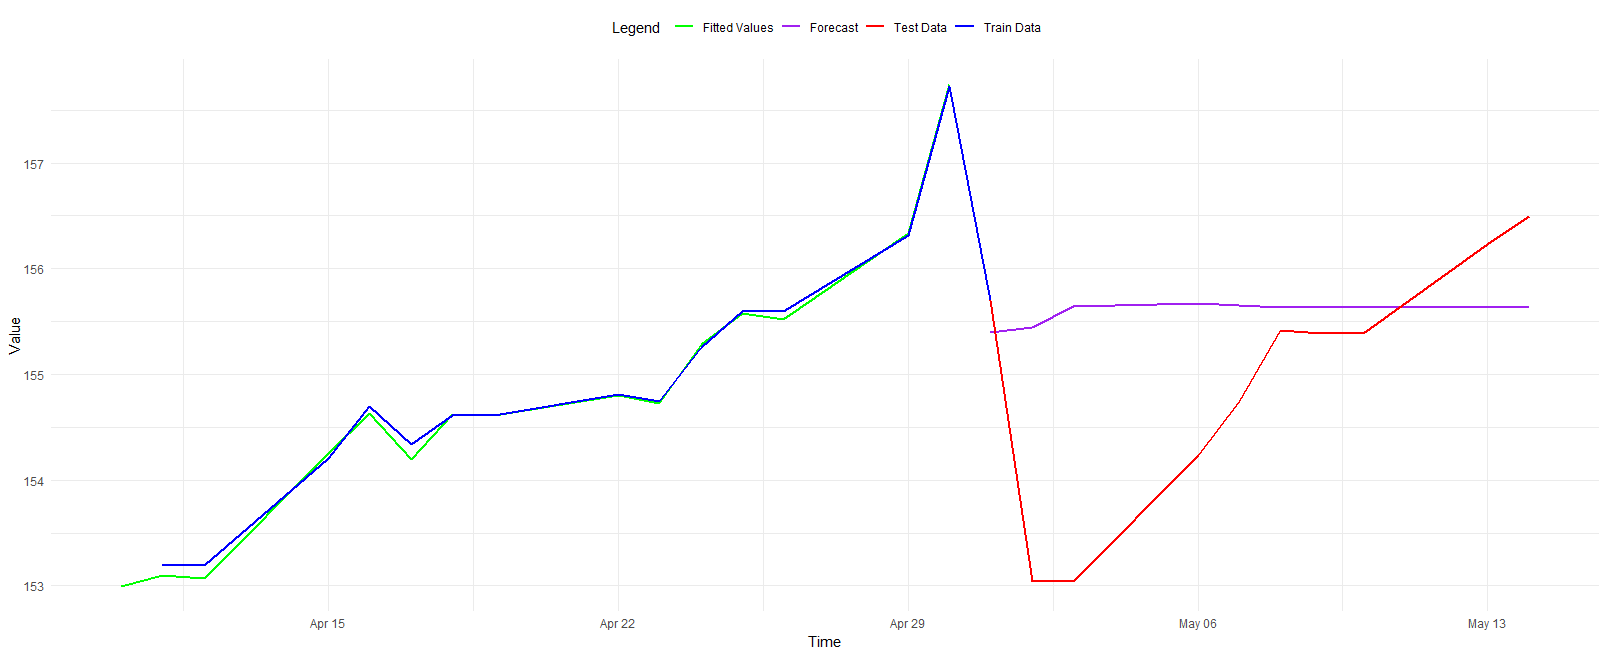 Legend Fitted Values Forecast Test Data Train Data
Value
157
156
155
154
153
Apr 15 Apr 22 Apr 29 May 06 May 13
Time